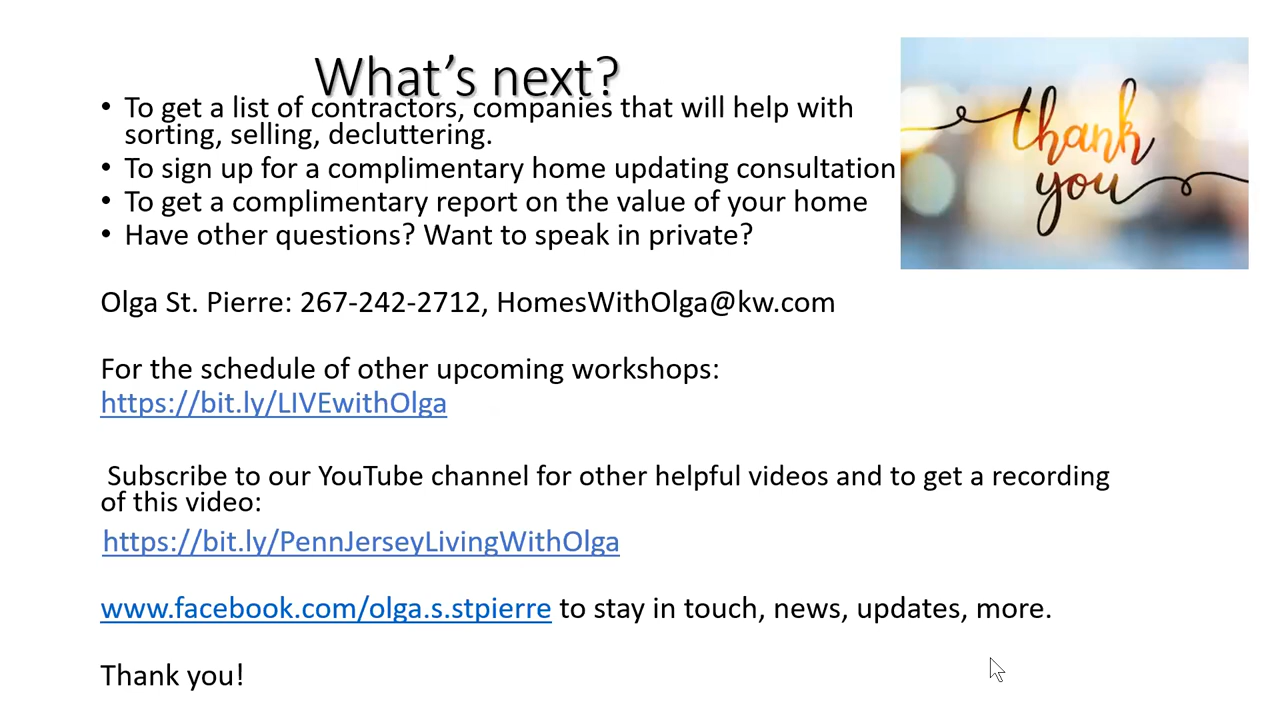 What's next?
• To get a list of contractors, companies that will help with
sorting, selling, decluttering.
• To sign up for a complimentary home updating consultation
• To get a complimentary report on the value of your home
• Have other questions? Want to speak in private?
thank
you
Olga St. Pierre: 267-242-2712, HomesWithOlga@kw.com
For the schedule of other upcoming workshops:
https://bit.ly/LIVEwithOlga
Subscribe to our YouTube channel for other helpful videos and to get a recording
of this video:
https://bit.ly/PennJerseyLivingWithOlga
www.facebook.com/olga.s.stpierre to stay in touch, news, updates, more.
Thank you!